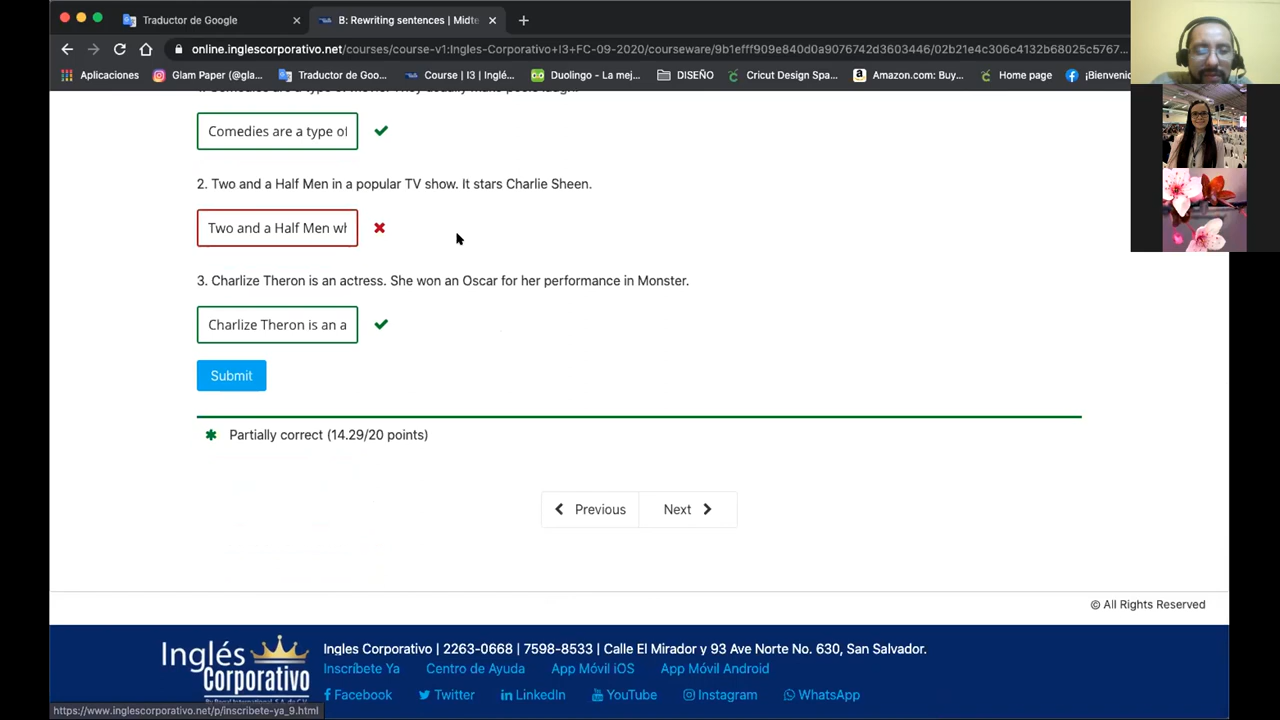 Traductor de Google
B: Rewriting sentences | Midte
online.inglescorporativo.net/courses/course-v1:Ingles-Corporativo+I3+FC-09-2020/courseware/9b1efff909e840d0a9076742d3603446/02b21e4c306c4132b68025c5767...
Aplicaciones
Glam Paper (@gla...
Traductor de Goo...
Course | I3 | Inglé...
Duolingo - La mej...
DISEÑO
Cricut Design Spa...
Amazon.com: Buy...
Home page
¡Bienveni
Comedies are a type of
2. Two and a Half Men in a popular TV show. It stars Charlie Sheen.
Two and a Half Men wh
3. Charlize Theron is an actress. She won an Oscar for her performance in Monster.
Charlize Theron is an a
Submit
Partially correct (14.29/20 points)
Previous
Next
© All Rights Reserved
Inglés Corporativo
Ingles Corporativo | 2263-0668 | 7598-8533 | Calle El Mirador y 93 Ave Norte No. 630, San Salvador.
Inscríbete Ya Centro de Ayuda App Móvil iOS App Móvil Android
Facebook Twitter LinkedIn YouTube Instagram WhatsApp
https://www.inglescorporativo.net/p/inscribete-ya_9.html